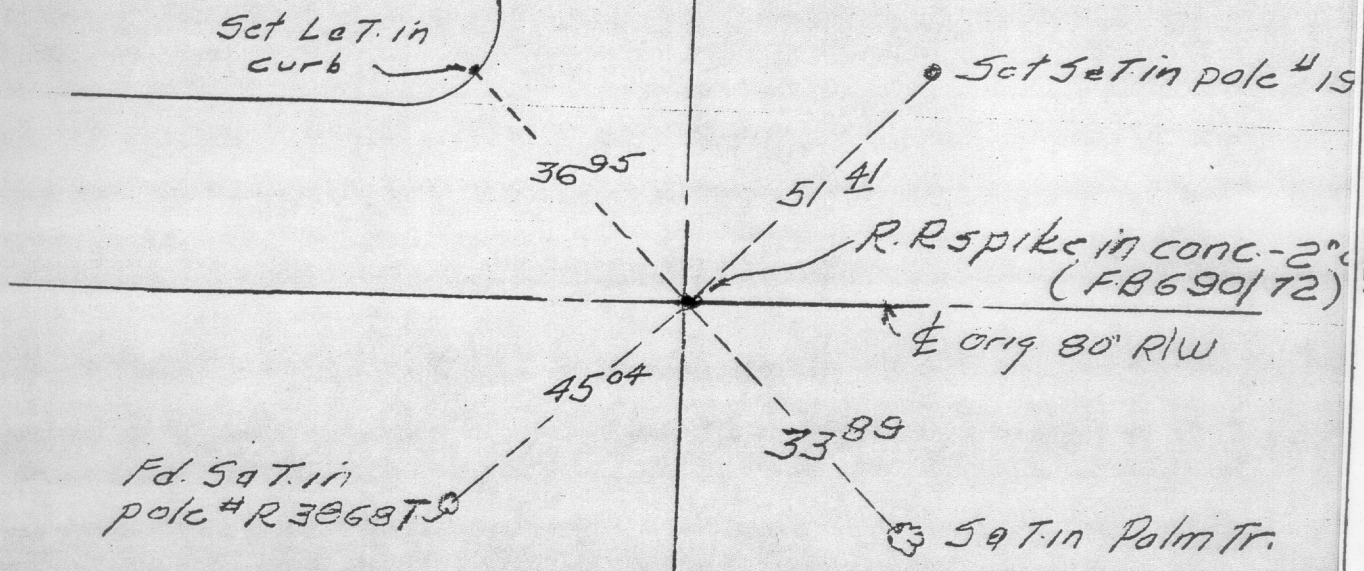 Set L&T. in
curb
Set S&T in pole #
36 95
51 41
R.R spike in conc.-2"
(FB690/72)
℄ orig 80' R/W
45 04
33 89
Fd. S&T. in
pole # R3868T
S&T. in Palm Tr.